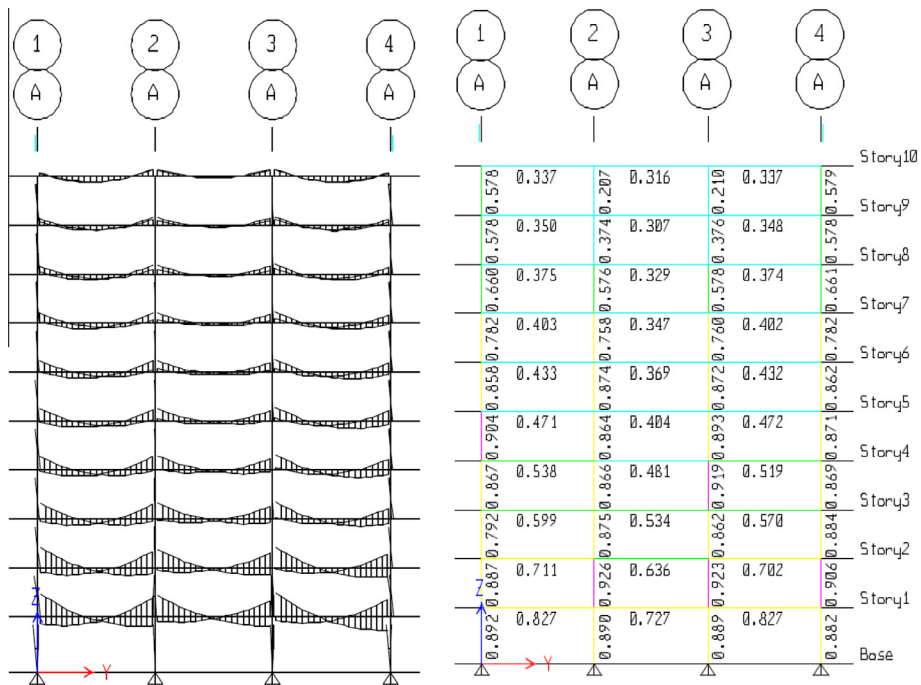 1 2 3 4
A A A A
Z
Y
1 2 3 4
A A A A
Story10
0.578 0.337 0.207 0.316 0.210 0.337 0.579
Story9
0.578 0.350 0.374 0.307 0.376 0.348 0.578
Story8
0.660 0.375 0.576 0.329 0.578 0.374 0.661
Story7
0.782 0.403 0.758 0.347 0.760 0.402 0.782
Story6
0.858 0.433 0.874 0.369 0.872 0.432 0.862
Story5
0.904 0.471 0.864 0.404 0.893 0.472 0.871
Story4
0.867 0.538 0.866 0.481 0.919 0.519 0.869
Story3
0.792 0.599 0.875 0.534 0.862 0.570 0.884
Story2
0.887 0.711 0.926 0.636 0.923 0.702 0.906
Z
Story1
0.892 0.827 0.890 0.727 0.889 0.827 0.882
Base
Y